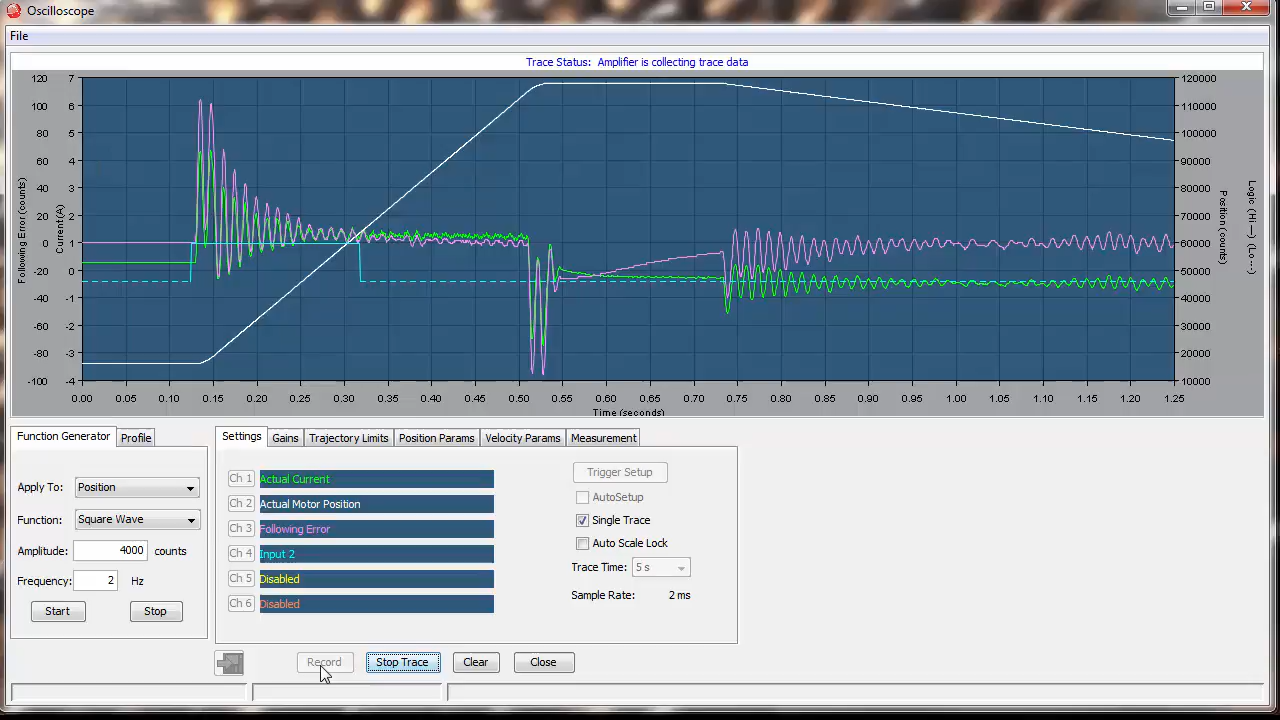 Oscilloscope
File
Trace Status: Amplifier is collecting trace data
120 7 120000
100 6 110000
80 5 100000
60 4 90000
40 3 80000
20 2 70000
0 1 60000
-20 0 50000
-40 -1 40000
-60 -2 30000
-80 -3 20000
-100 -4 10000
Following Error (counts)
Current (A)
Position (counts)
Logic (HI —) (Lo --)
0.00 0.05 0.10 0.15 0.20 0.25 0.30 0.35 0.40 0.45 0.50 0.55 0.60 0.65 0.70 0.75 0.80 0.85 0.90 0.95 1.00 1.05 1.10 1.15 1.20 1.25
Time (seconds)
Function Generator Profile
Apply To: Position
Function: Square Wave
Amplitude: 4000 counts
Frequency: 2 Hz
Start Stop
Settings Gains Trajectory Limits Position Params Velocity Params Measurement
Ch 1 Actual Current
Ch 2 Actual Motor Position
Ch 3 Following Error
Ch 4 Input 2
Ch 5 Disabled
Ch 6 Disabled
Trigger Setup
AutoSetup
Single Trace
Auto Scale Lock
Trace Time: 5 s
Sample Rate: 2 ms
Record Stop Trace Clear Close